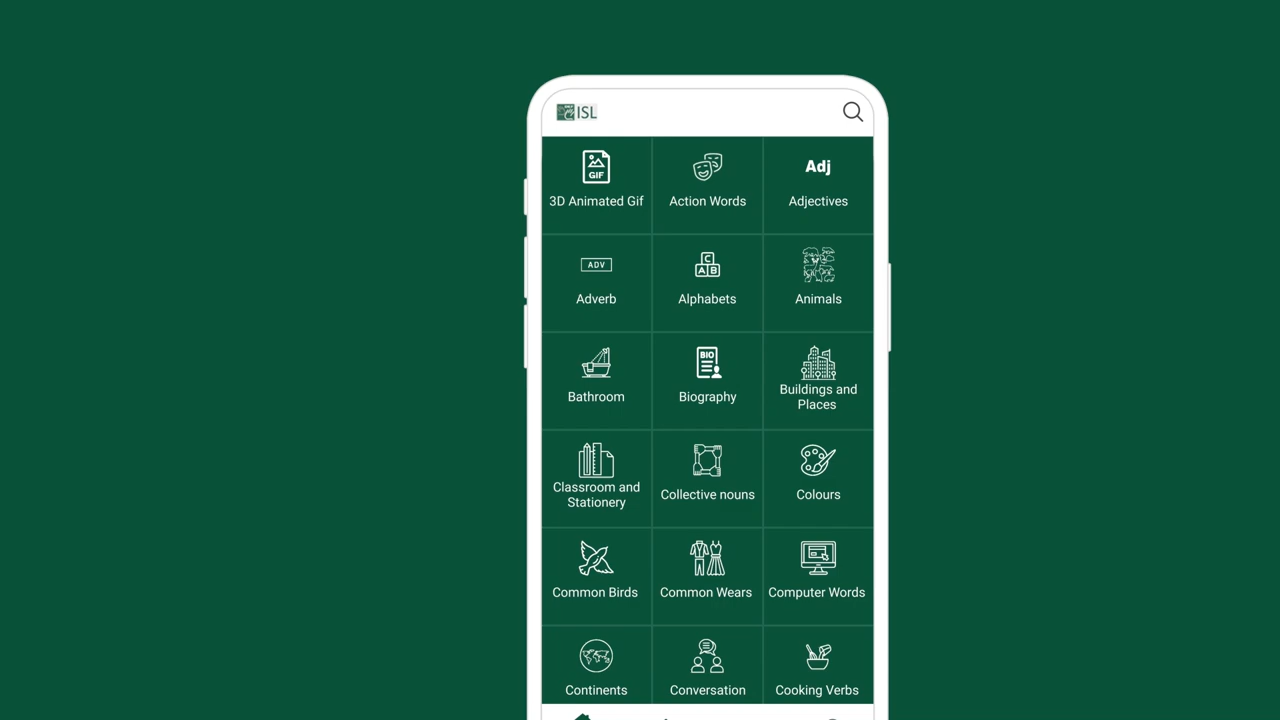 ISL
GIF
3D Animated Gif
Action Words
Adj
Adjectives
ADV
Adverb
C
A B
Alphabets
Animals
Bathroom
BIO
Biography
Buildings and
Places
Classroom and
Stationery
Collective nouns
Colours
Common Birds
Common Wears
Computer Words
Continents
Conversation
Cooking Verbs